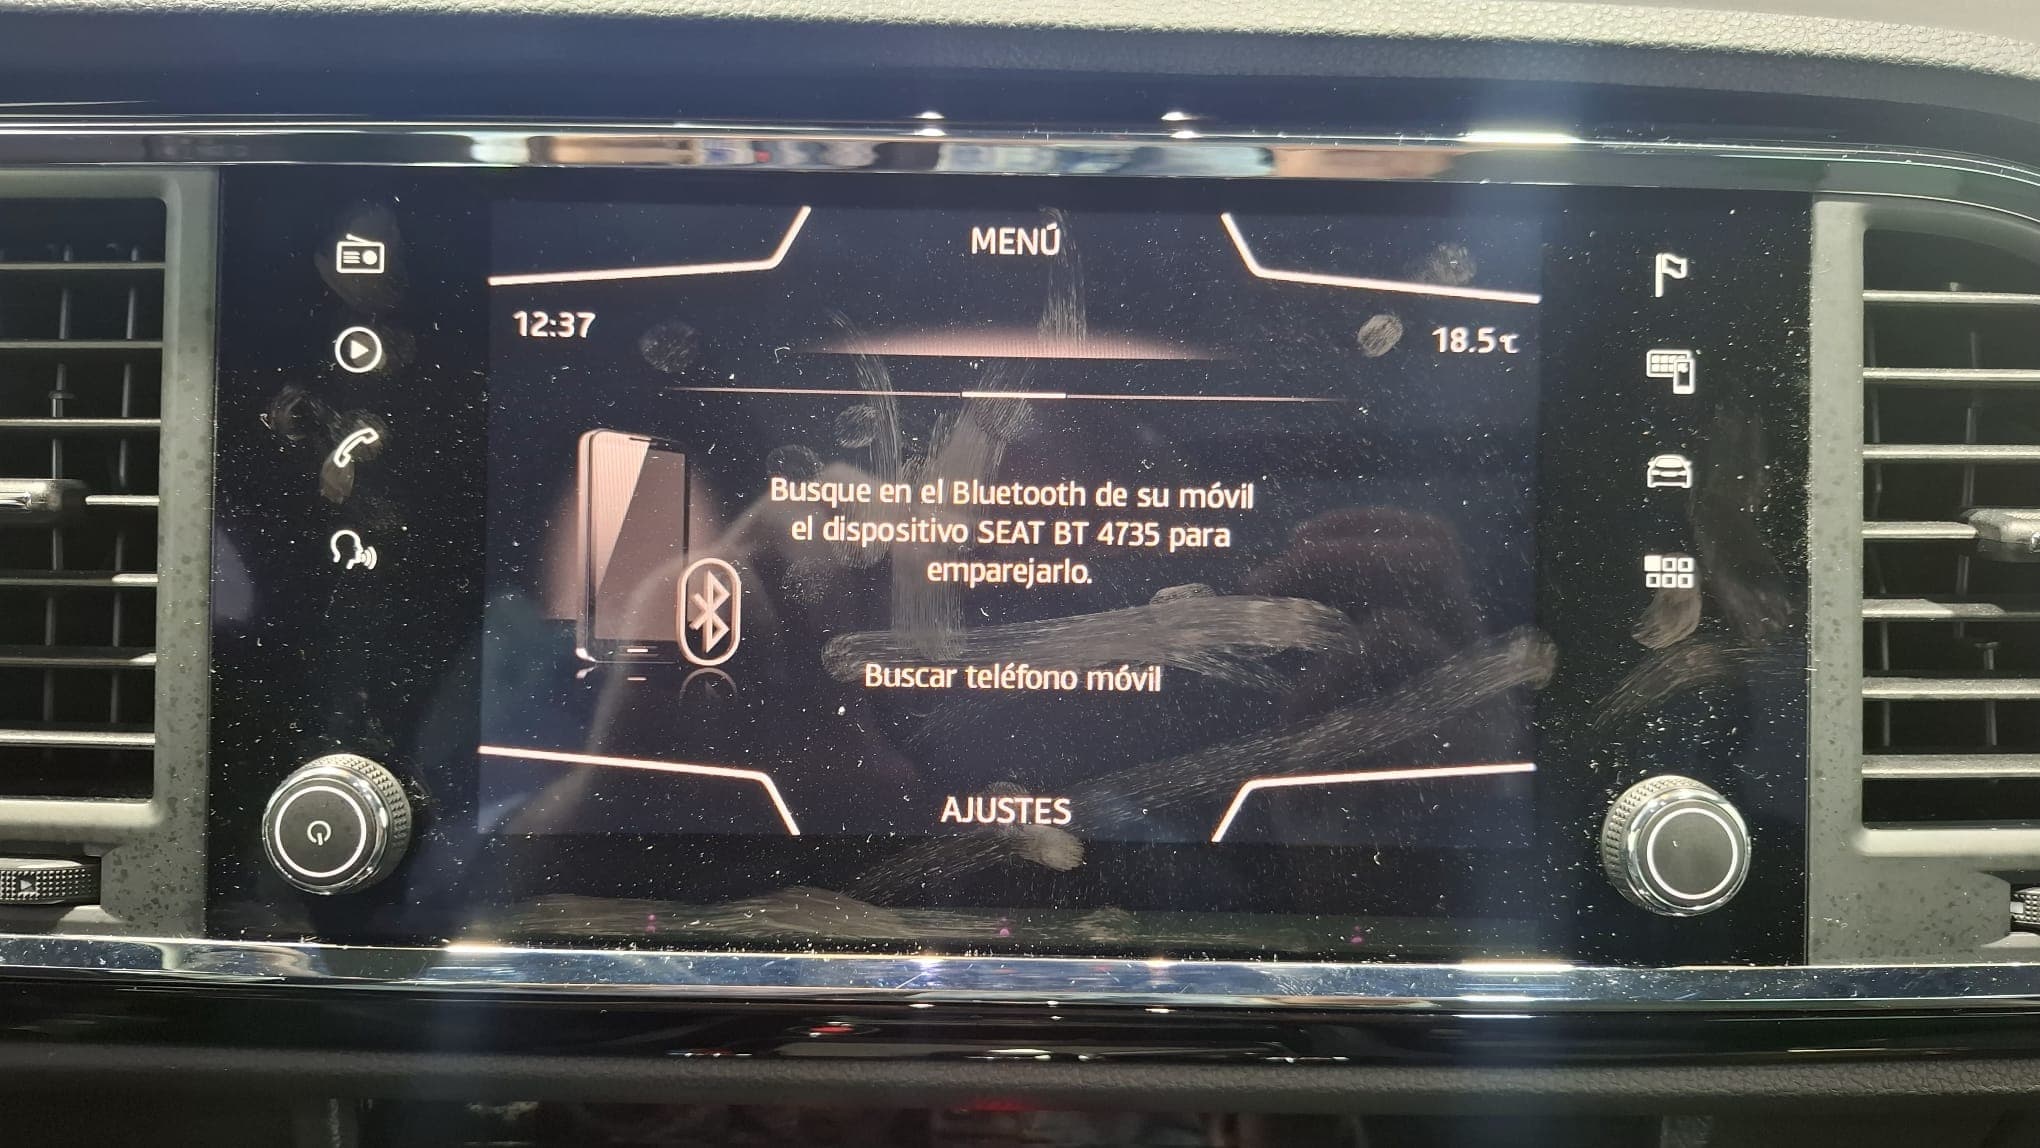 MENÚ
12:37
18.5°C
Busque en el Bluetooth de su móvil
el dispositivo SEAT BT 4735 para
emparejarlo.
Buscar teléfono móvil
AJUSTES